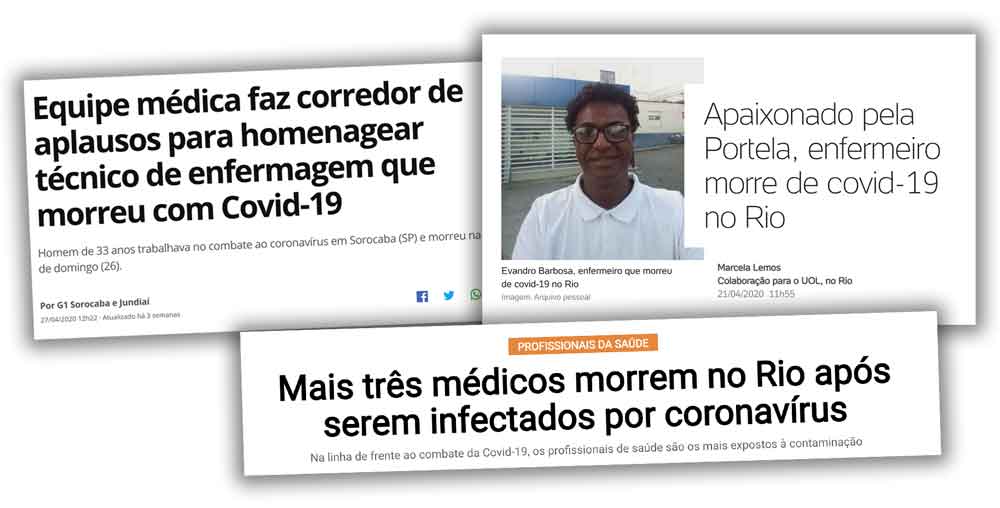 Equipe médica faz corredor de
aplausos para homenagear
técnico de enfermagem que
morreu com Covid-19
Homem de 33 anos trabalhava no combate ao coronavírus em Sorocaba (SP) e morreu na
de domingo (26).
Por G1 Sorocaba e Jundiaí
27/04/2020 12h22 · Atualizado há 3 semanas
Apaixonado pela
Portela, enfermeiro
morre de covid-19
no Rio
Evandro Barbosa, enfermeiro que morreu
de covid-19 no Rio
Imagem: Arquivo pessoal
Marcela Lemos
Colaboração para o UOL, no Rio
21/04/2020 11h55
PROFISSIONAIS DA SAÚDE
Mais três médicos morrem no Rio após
serem infectados por coronavírus
Na linha de frente ao combate da Covid-19, os profissionais de saúde são os mais expostos à contaminação